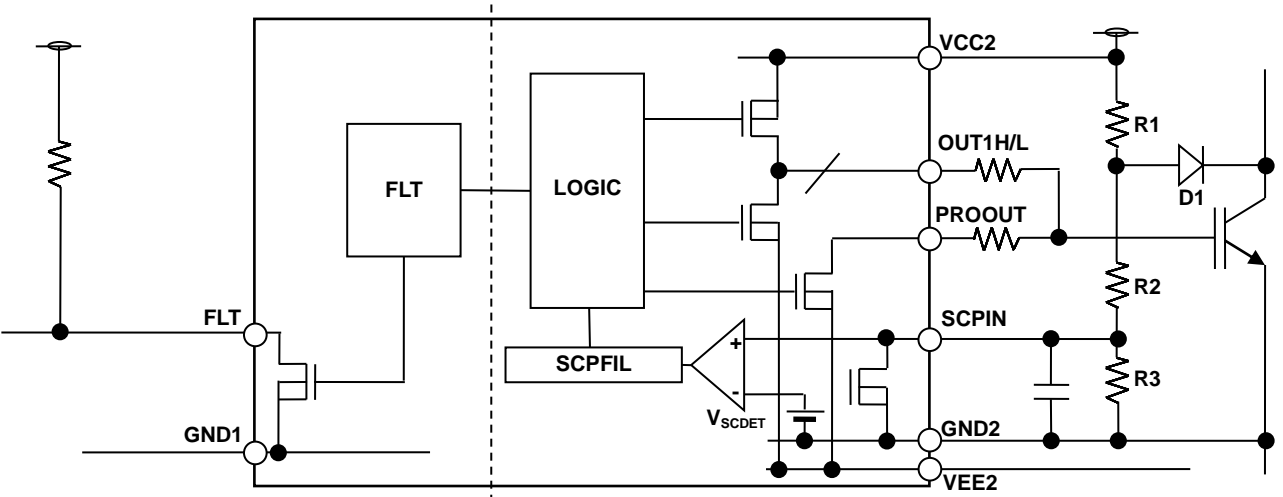 VCC2
R1
OUT1H/L
FLT
LOGIC
D1
PROOUT
R2
FLT
SCPIN
+
SCPFIL
R3
-
V_SCDET
GND1
GND2
VEE2